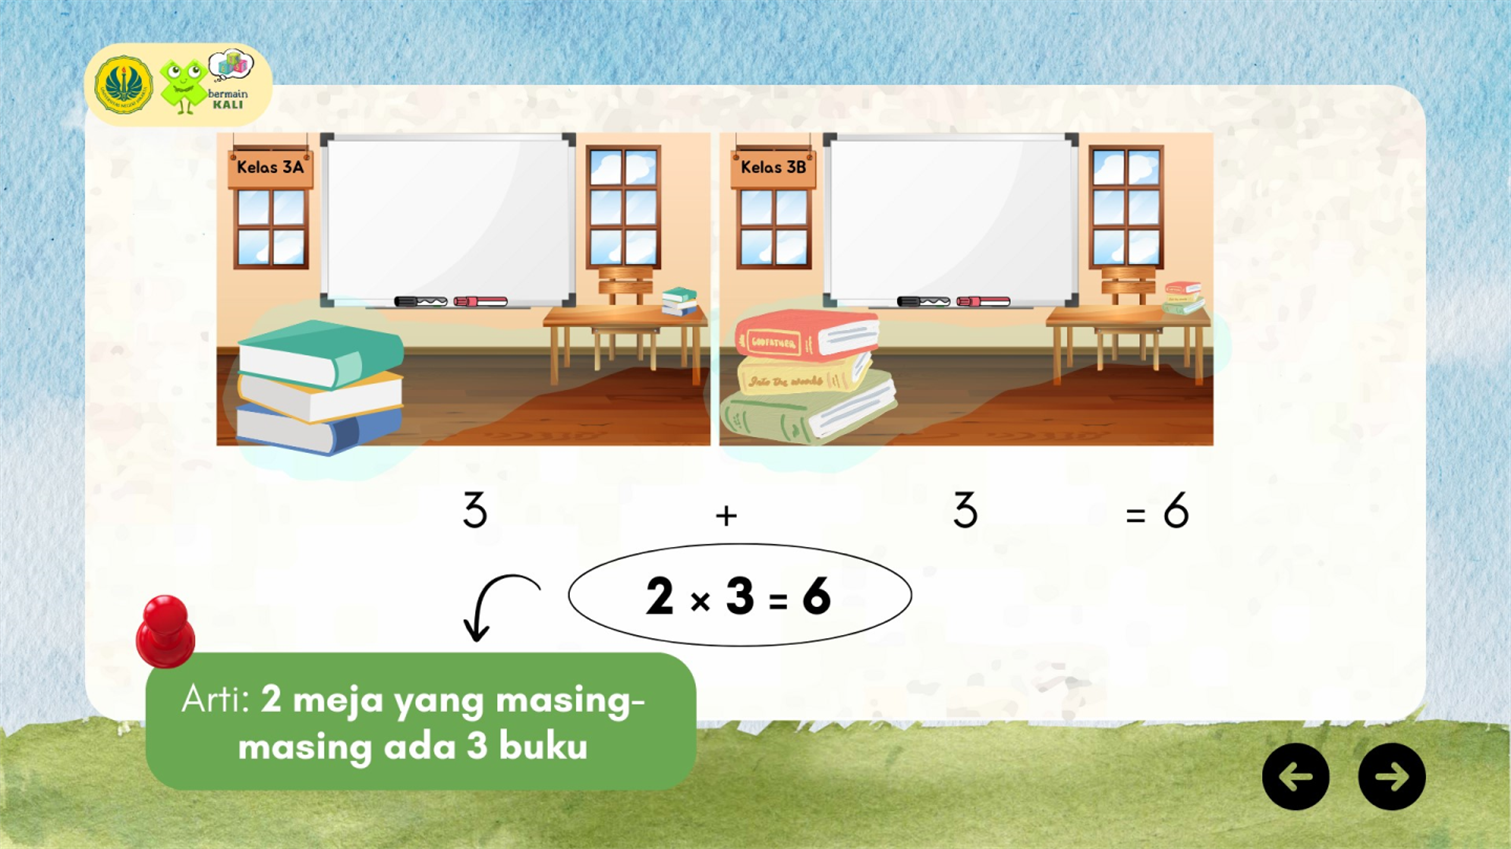 bermain
KALI
Kelas 3A
Kelas 3B
GODFATHER
Into the woods
3 + 3 = 6
2 × 3 = 6
Arti: 2 meja yang masing-
masing ada 3 buku